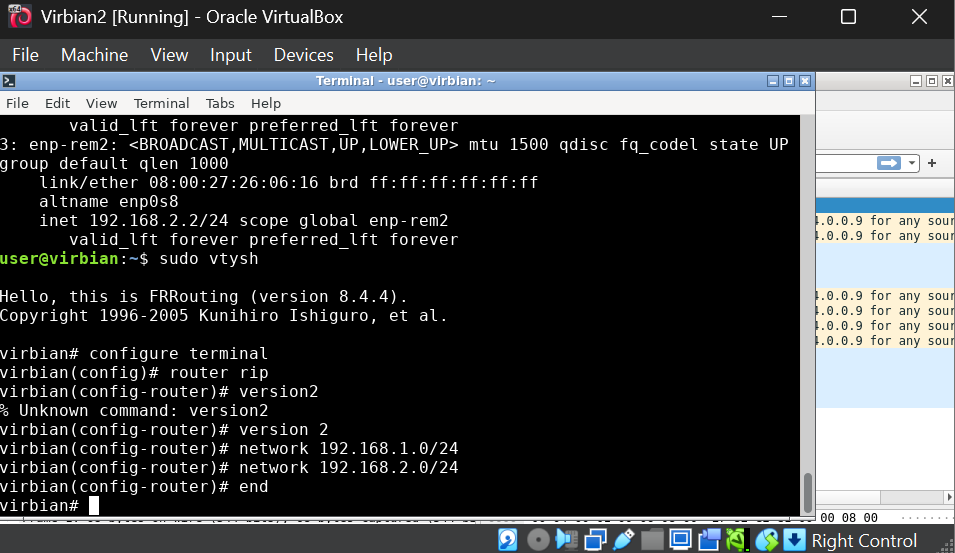 Virbian2 [Running] - Oracle VirtualBox
File Machine View Input Devices Help
Terminal - user@virbian: ~
File Edit View Terminal Tabs Help
valid_lft forever preferred_lft forever
3: enp-rem2: <BROADCAST,MULTICAST,UP,LOWER_UP> mtu 1500 qdisc fq_codel state UP
group default qlen 1000
link/ether 08:00:27:26:06:16 brd ff:ff:ff:ff:ff:ff
altname enp0s8
inet 192.168.2.2/24 scope global enp-rem2
valid_lft forever preferred_lft forever
user@virbian:~$ sudo vtysh
Hello, this is FRRouting (version 8.4.4).
Copyright 1996-2005 Kunihiro Ishiguro, et al.
virbian# configure terminal
virbian(config)# router rip
virbian(config-router)# version2
% Unknown command: version2
virbian(config-router)# version 2
virbian(config-router)# network 192.168.1.0/24
virbian(config-router)# network 192.168.2.0/24
virbian(config-router)# end
virbian#
4.0.0.9 for any sour
4.0.0.9 for any sour
4.0.0.9 for any sour
4.0.0.9 for any sour
4.0.0.9 for any sour
4.0.0.9 for any sour
00 08 00
Right Control